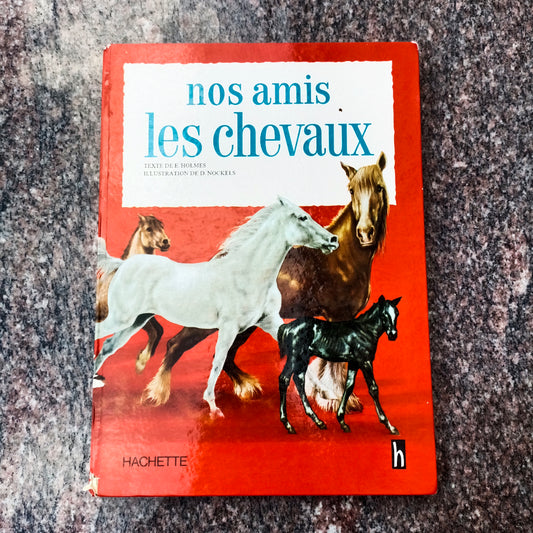 nos amis
les chevaux
TEXTE DE E. HOLMES
ILLUSTRATION DE D. NOCKELS
HACHETTE
h